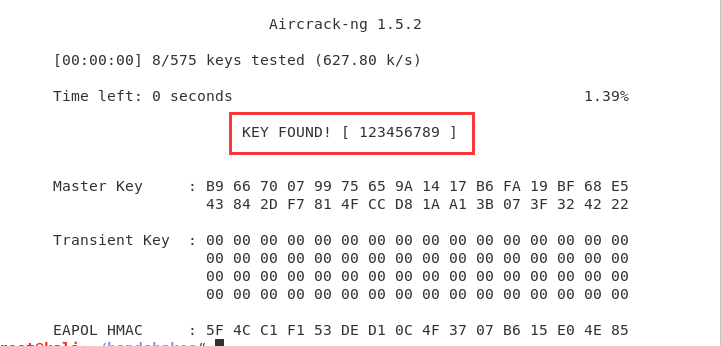 Aircrack-ng 1.5.2
[00:00:00] 8/575 keys tested (627.80 k/s)
Time left: 0 seconds 1.39%
KEY FOUND! [ 123456789 ]
Master Key : B9 66 70 07 99 75 65 9A 14 17 B6 FA 19 BF 68 E5
43 84 2D F7 81 4F CC D8 1A A1 3B 07 3F 32 42 22
Transient Key : 00 00 00 00 00 00 00 00 00 00 00 00 00 00 00 00
00 00 00 00 00 00 00 00 00 00 00 00 00 00 00 00
00 00 00 00 00 00 00 00 00 00 00 00 00 00 00 00
00 00 00 00 00 00 00 00 00 00 00 00 00 00 00 00
EAPOL HMAC : 5F 4C C1 F1 53 DE D1 0C 4F 37 07 B6 15 E0 4E 85
root@kali:~/handshakes#